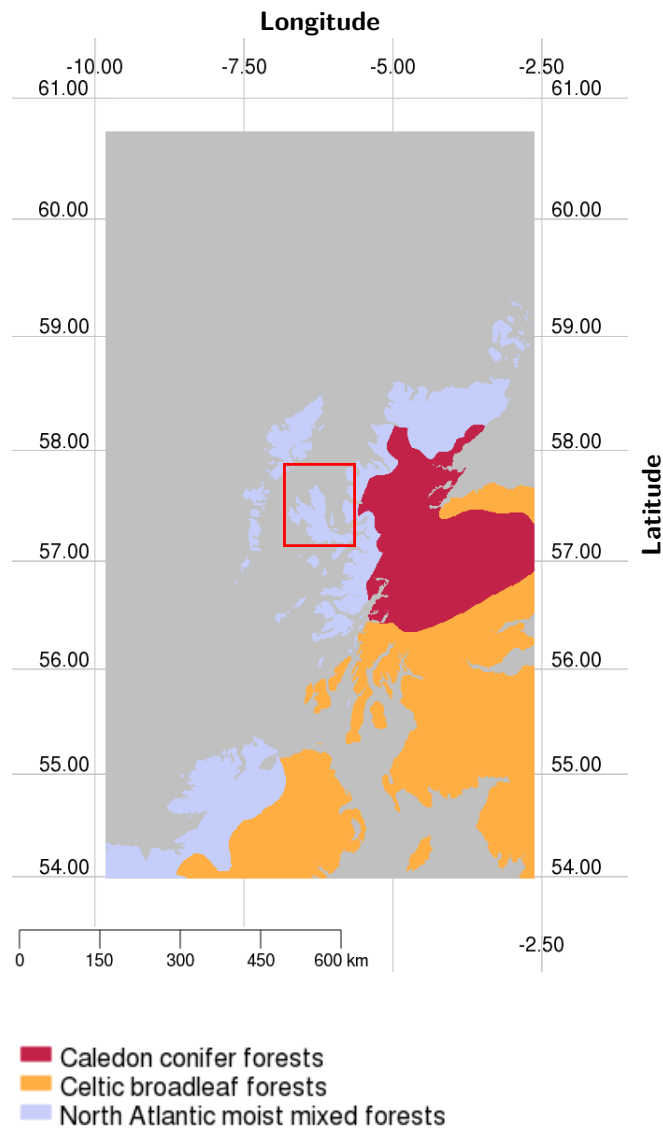 Longitude
-10.00 -7.50 -5.00 -2.50
61.00 61.00
60.00 60.00
59.00 59.00
58.00 58.00
Latitude
57.00 57.00
56.00 56.00
55.00 55.00
54.00 54.00
-2.50
0 150 300 450 600 km
Caledon conifer forests
Celtic broadleaf forests
North Atlantic moist mixed forests